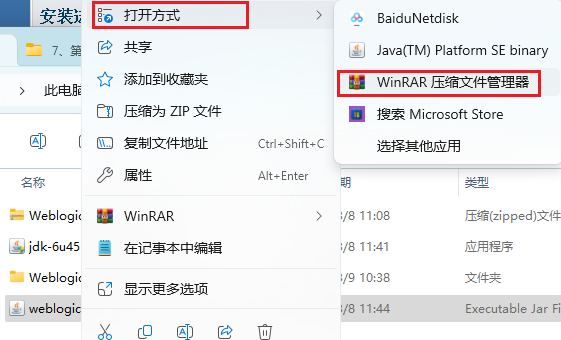 安装
打开方式
BaiduNetdisk
7、第
共享
Java(TM) Platform SE binary
添加到收藏夹
WinRAR 压缩文件管理器
此电脑
压缩为 ZIP 文件
搜索 Microsoft Store
复制文件地址 Ctrl+Shift+C
选择其他应用
属性 Alt+Enter
名称 期 类型
Weblogic WinRAR /8 11:08 压缩(zipped)文件
jdk-6u45 在记事本中编辑 /8 11:41 应用程序
Weblogic /9 10:38 文件夹
显示更多选项
weblogic /8 11:44 Executable Jar Fi